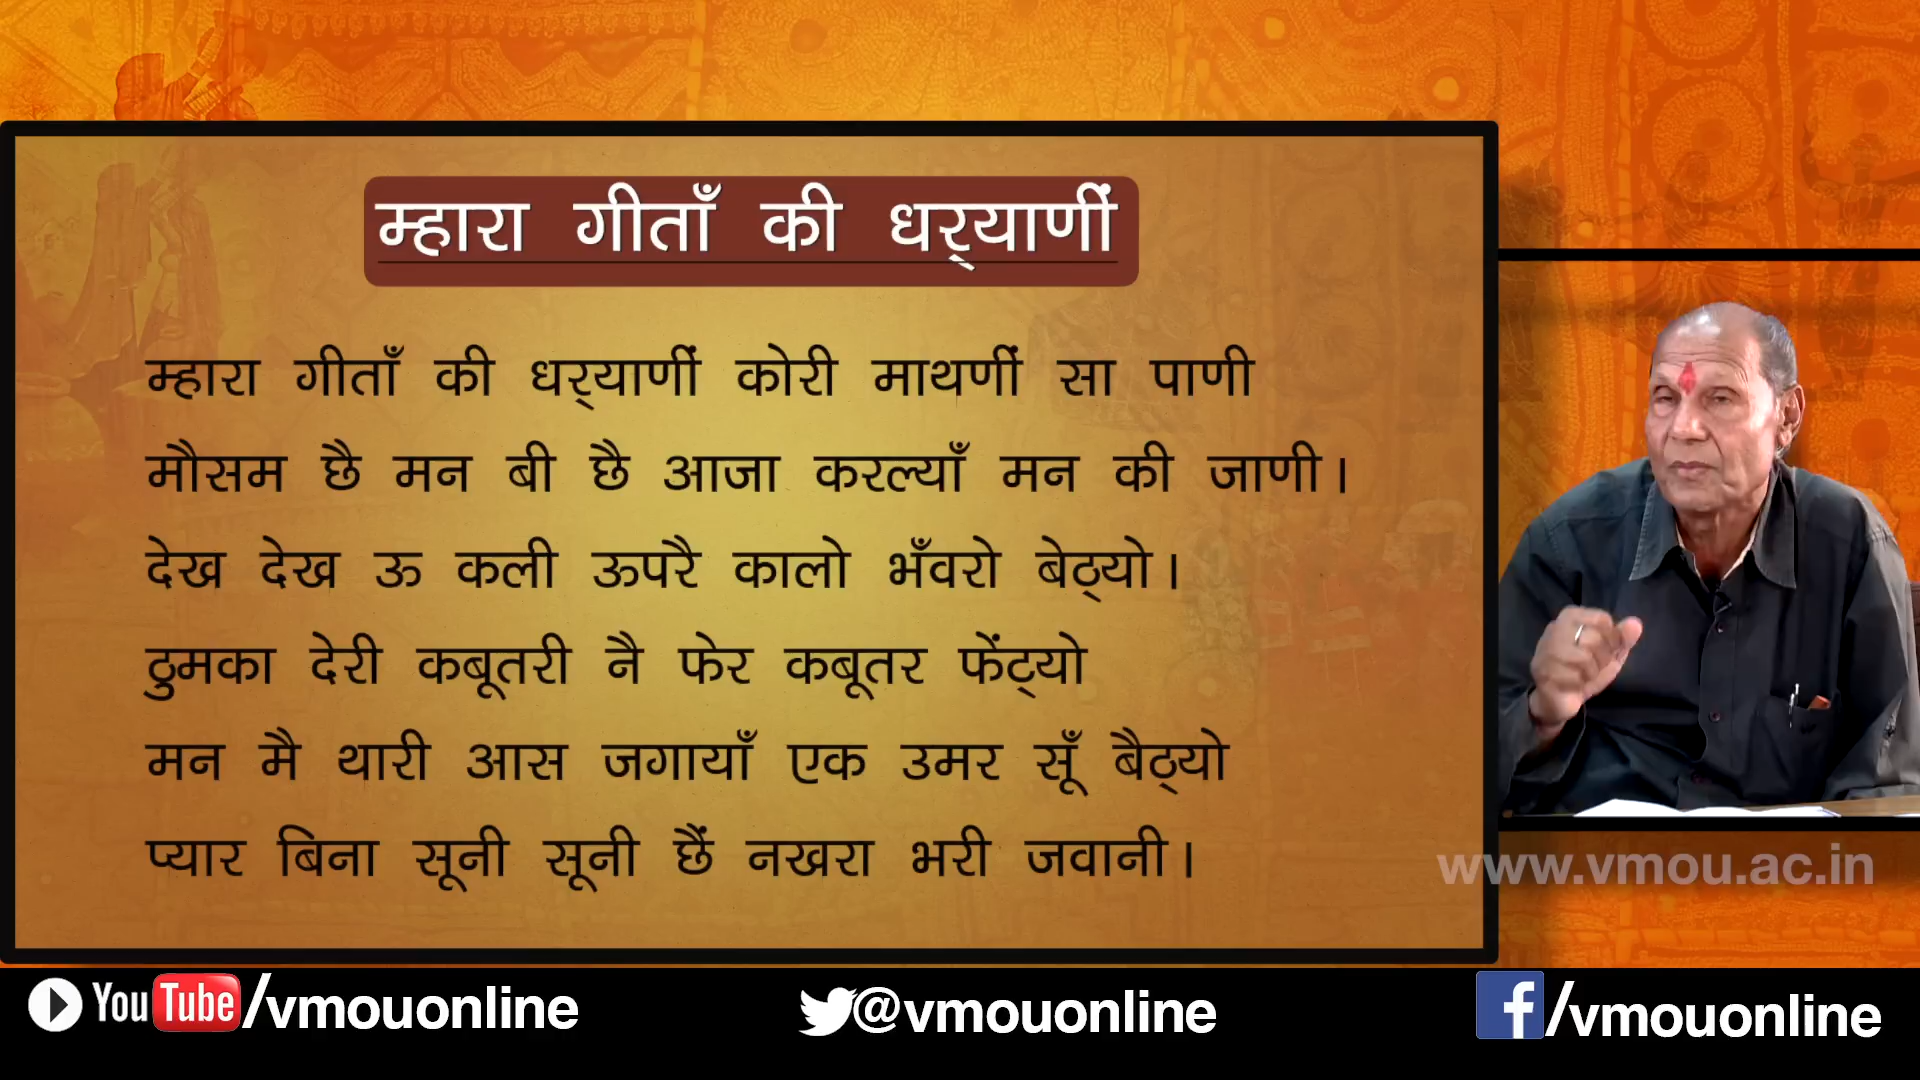 म्हारा गीताँ की धर्‌याणीं
म्हारा गीताँ की धर्‌याणीं कोरी माथणीं सा पाणी
मौसम छै मन बी छै आजा करल्याँ मन की जाणी।
देख देख ऊ कली ऊपरै कालो भँवरो बेठ्यो।
ठुमका देरी कबूतरी नै फेर कबूतर फेंट्यो
मन मै थारी आस जगायाँ एक उमर सूँ बैठ्यो
प्यार बिना सूनी सूनी छैं नखरा भरी जवानी।
www.vmou.ac.in
YouTube/vmouonline
@vmouonline
f/vmouonline